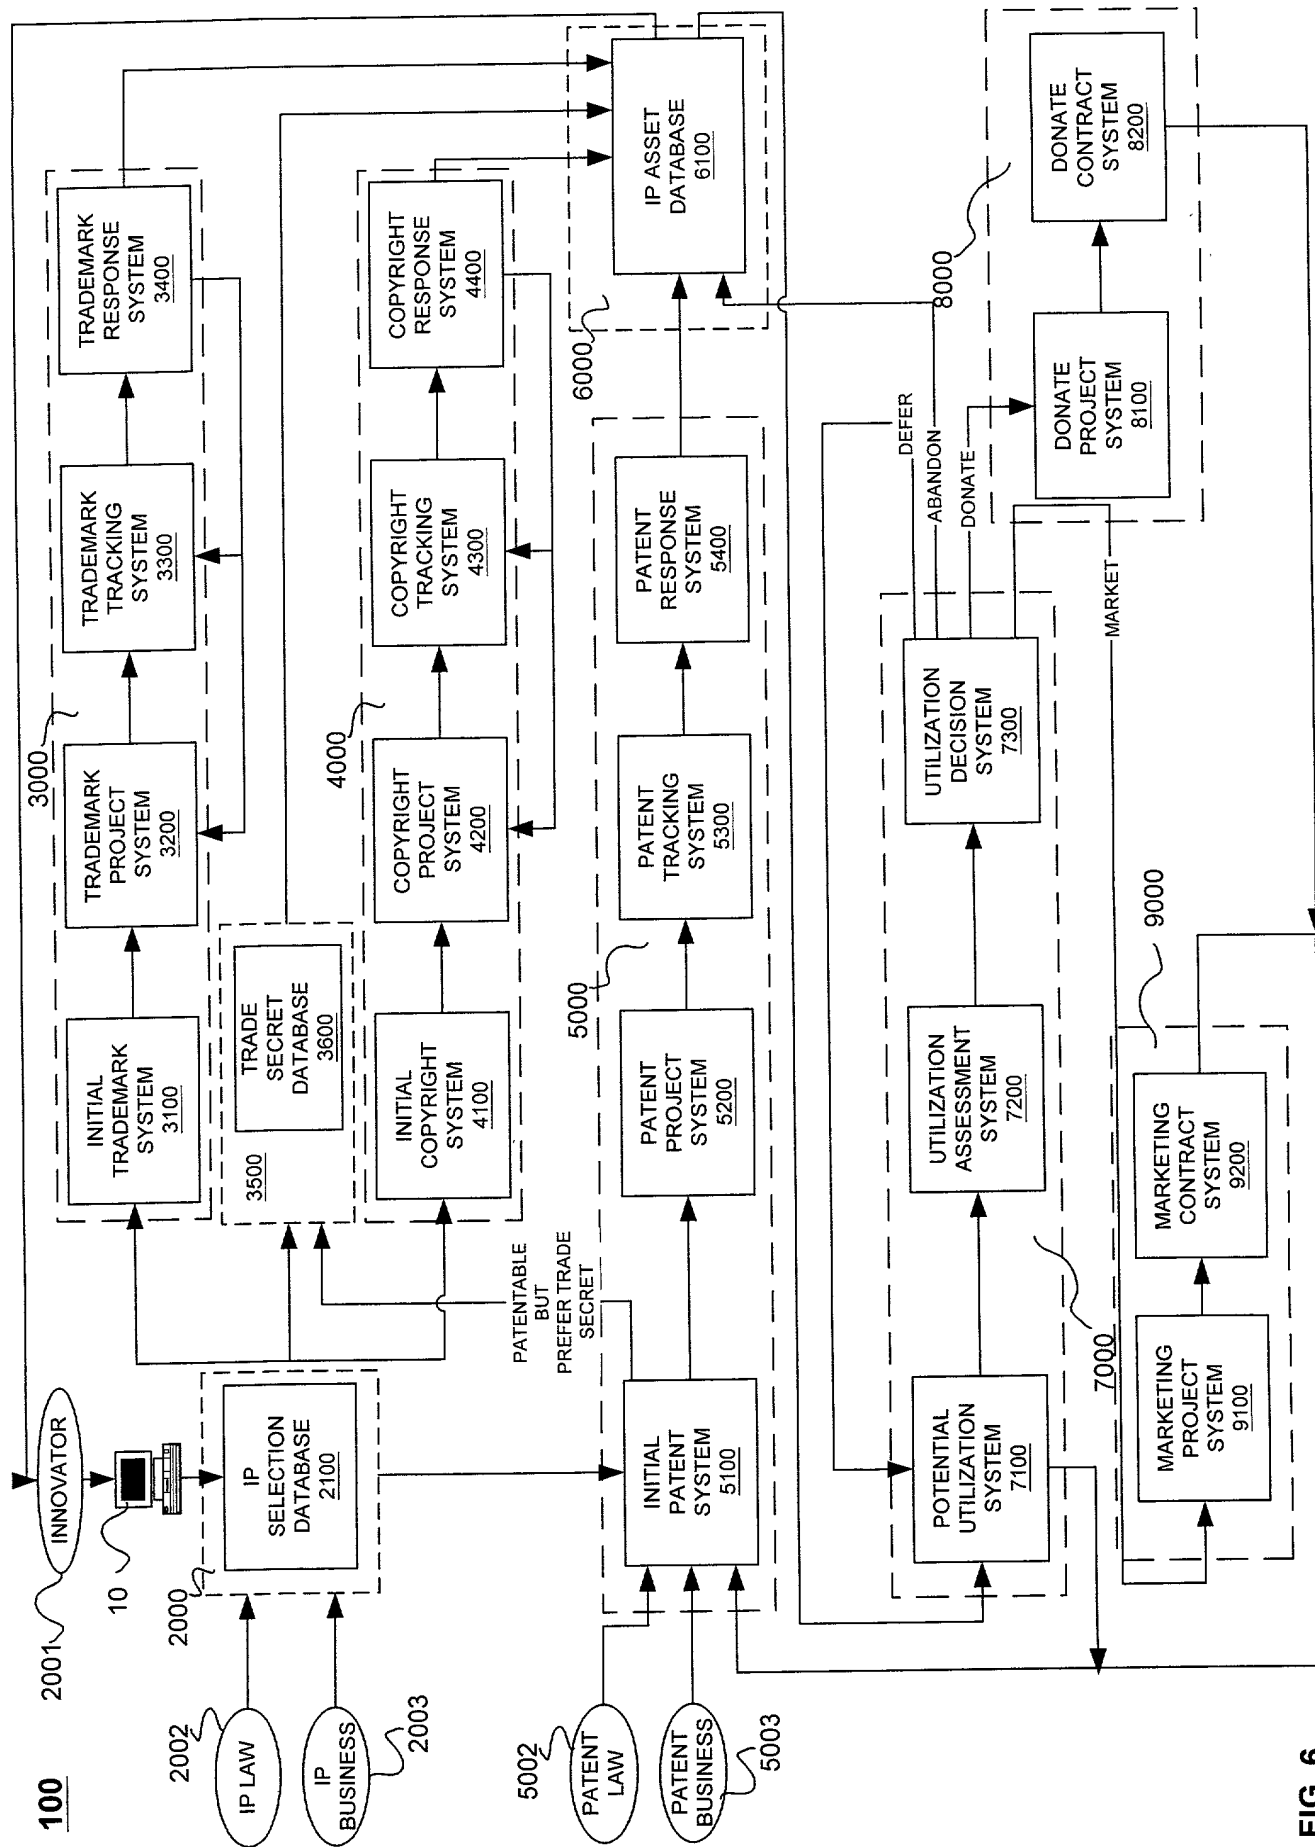 100
2001
INNOVATOR
10
2000
2002
IP LAW
IP
BUSINESS
2003
IP
SELECTION
DATABASE
2100
3000
INITIAL
TRADEMARK
SYSTEM
3100
TRADEMARK
PROJECT
SYSTEM
3200
TRADEMARK
TRACKING
SYSTEM
3300
TRADEMARK
RESPONSE
SYSTEM
3400
3500
TRADE
SECRET
DATABASE
3600
4000
INITIAL
COPYRIGHT
SYSTEM
4100
COPYRIGHT
PROJECT
SYSTEM
4200
COPYRIGHT
TRACKING
SYSTEM
4300
COPYRIGHT
RESPONSE
SYSTEM
4400
PATENTABLE
BUT
PREFER TRADE
SECRET
5002
PATENT
LAW
PATENT
BUSINESS
5003
5000
INITIAL
PATENT
SYSTEM
5100
PATENT
PROJECT
SYSTEM
5200
PATENT
TRACKING
SYSTEM
5300
PATENT
RESPONSE
SYSTEM
5400
6000
IP ASSET
DATABASE
6100
7000
POTENTIAL
UTILIZATION
SYSTEM
7100
UTILIZATION
ASSESSMENT
SYSTEM
7200
UTILIZATION
DECISION
SYSTEM
7300
DEFER
ABANDON
DONATE
MARKET
8000
DONATE
PROJECT
SYSTEM
8100
DONATE
CONTRACT
SYSTEM
8200
9000
MARKETING
PROJECT
SYSTEM
9100
MARKETING
CONTRACT
SYSTEM
9200
FIG. 6